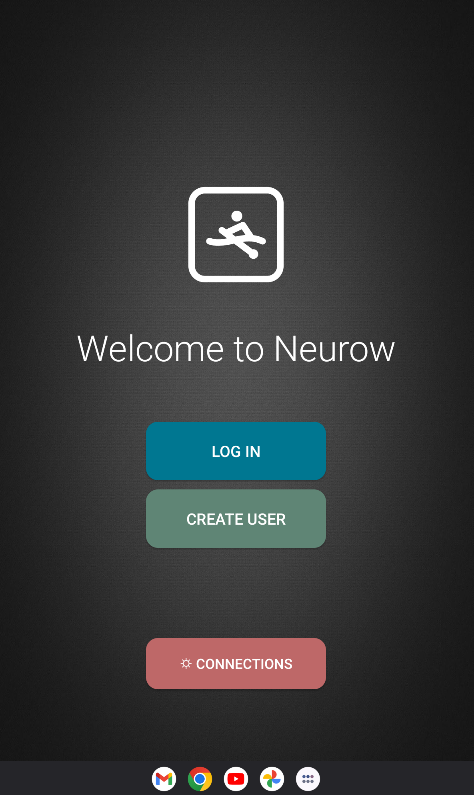 Welcome to Neurow
LOG IN
CREATE USER
CONNECTIONS